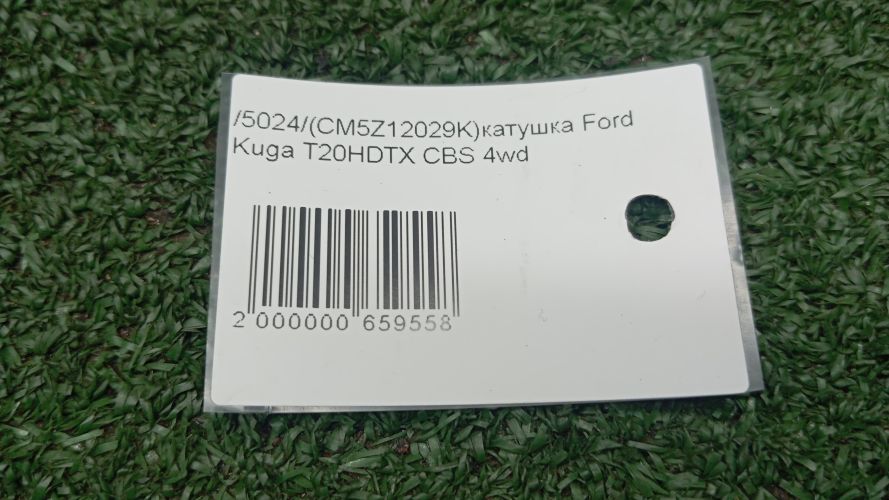 /5024/(CM5Z12029K)катушка Ford
Kuga T20HDTX CBS 4wd
2 000000 659558